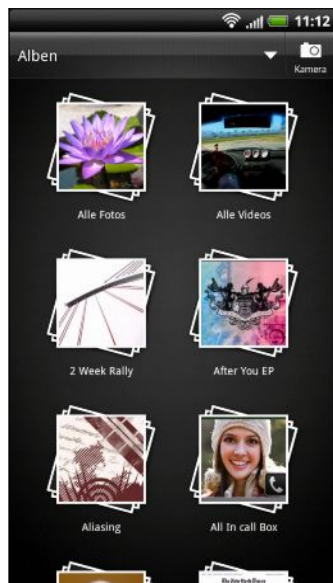 11:12
Alben
Kamera
Alle Fotos
Alle Videos
2 Week Rally
After You EP
Aliasing
All In call Box